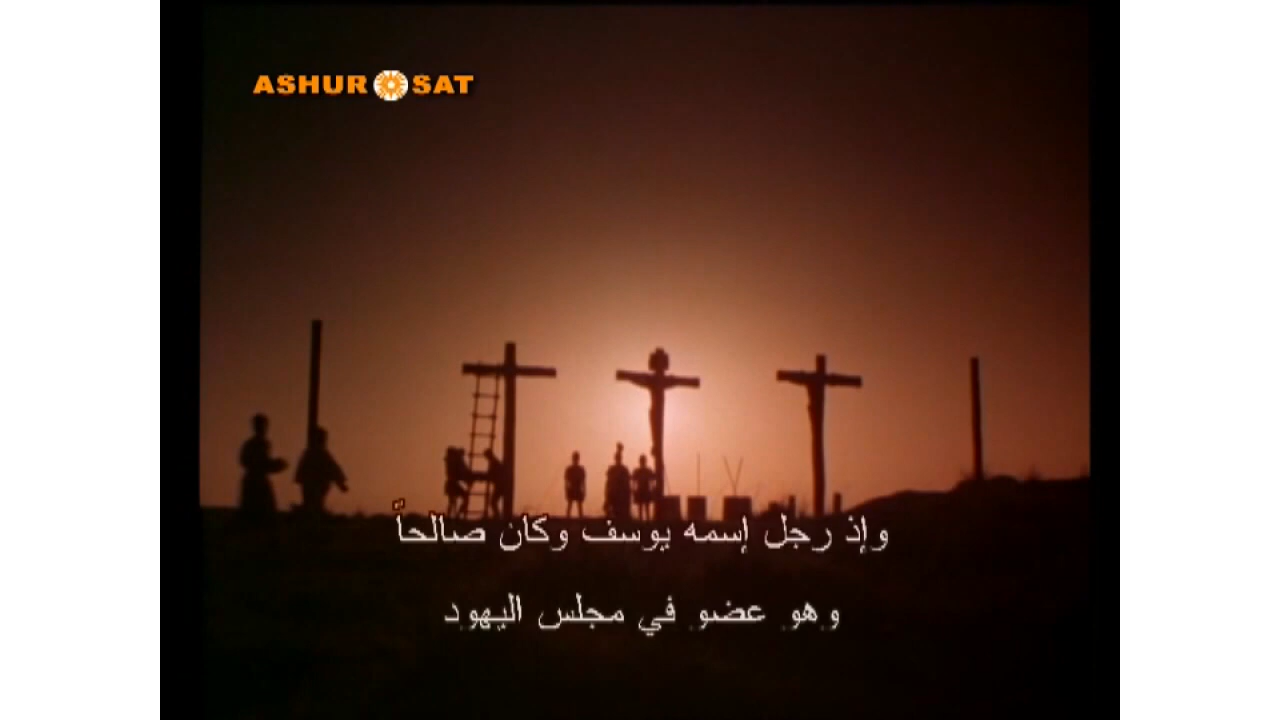 ASHUR SAT
وإذ رجل إسمه يوسف وكان صالحاً
وهو عضو في مجلس اليهود